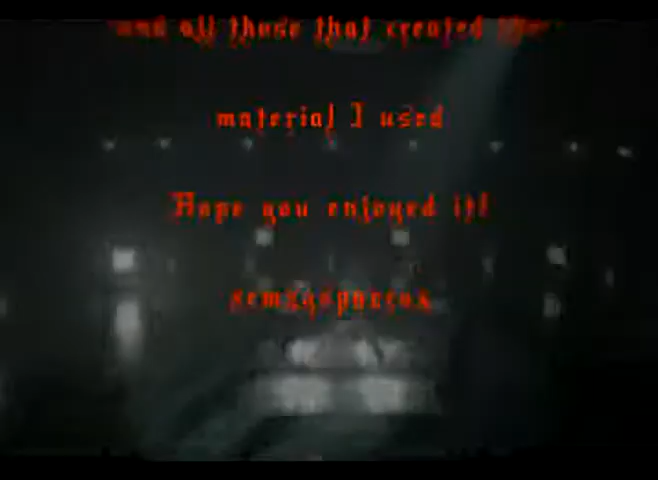 and all those that created the
material I used
Hope you enjoyed it!